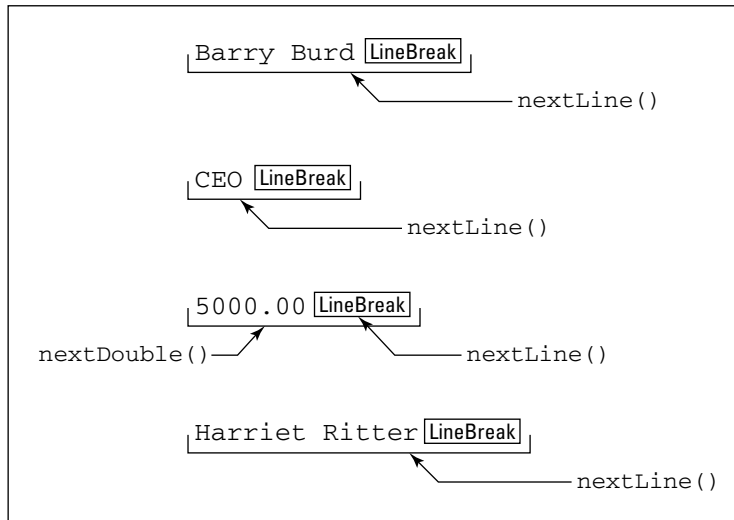 Barry Burd LineBreak
nextLine()
CEO LineBreak
nextLine()
5000.00 LineBreak
nextDouble() nextLine()
Harriet Ritter LineBreak
nextLine()